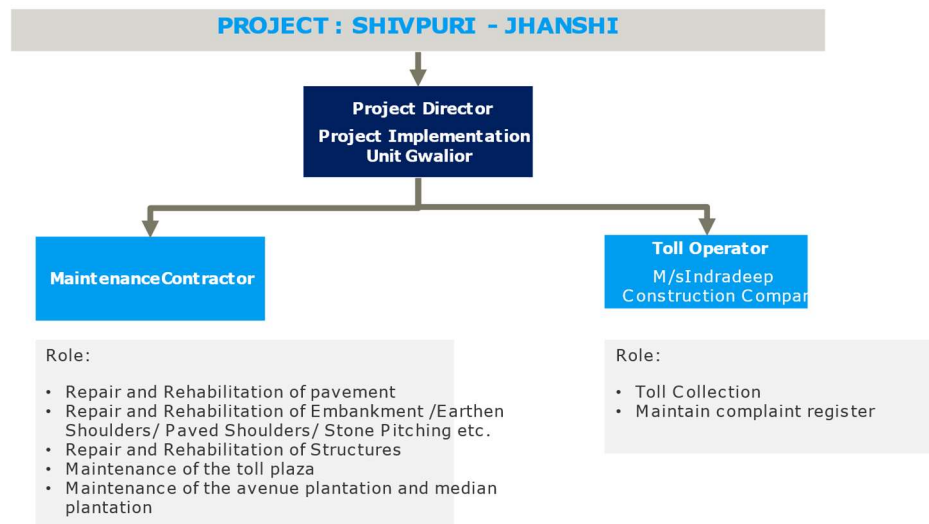 PROJECT : SHIVPURI - JHANSHI
Project Director
Project Implementation
Unit Gwalior
MaintenanceContractor
Toll Operator
M/sIndradeep
Construction Compar
Role:
• Repair and Rehabilitation of pavement
• Repair and Rehabilitation of Embankment /Earthen
Shoulders/ Paved Shoulders/ Stone Pitching etc.
• Repair and Rehabilitation of Structures
• Maintenance of the toll plaza
• Maintenance of the avenue plantation and median
plantation
Role:
• Toll Collection
• Maintain complaint register